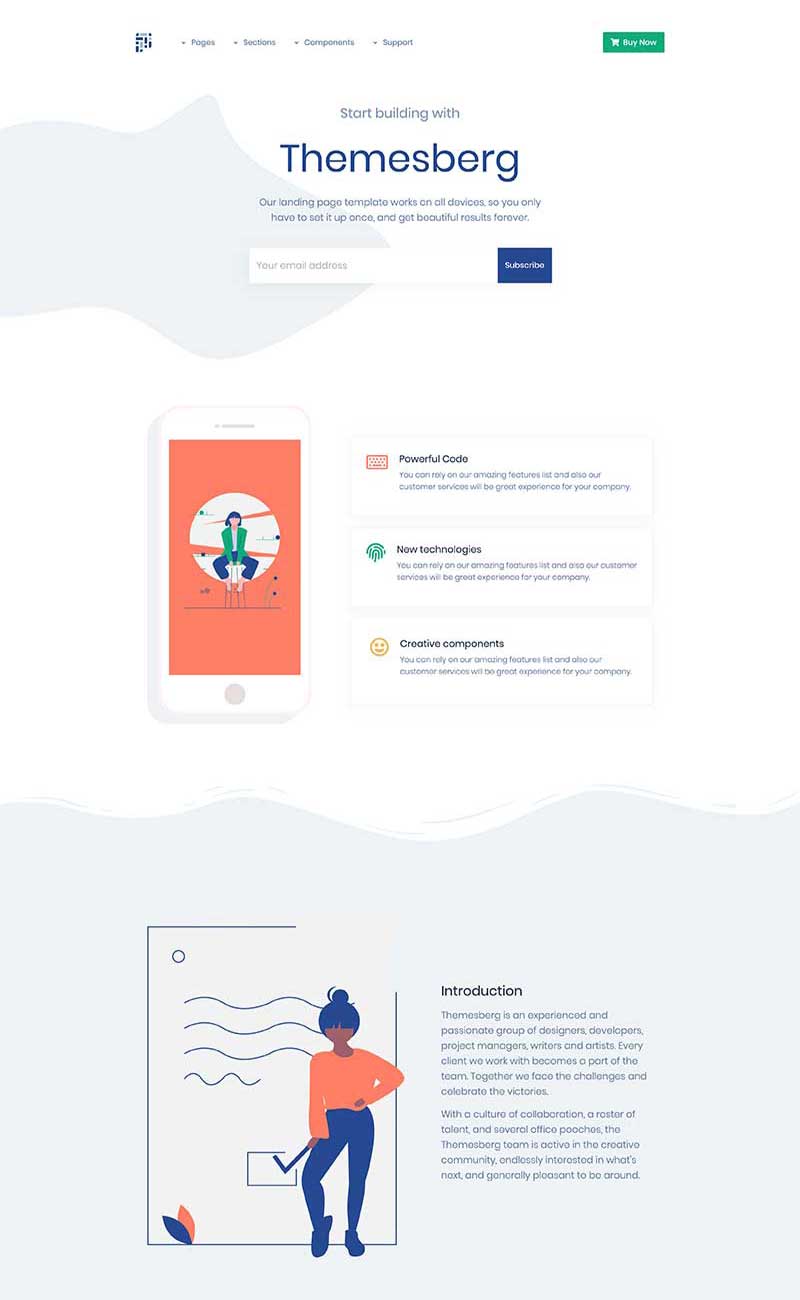 Pages Sections Components Support Buy Now
Start building with
Themesberg
Our landing page template works on all devices, so you only
have to set it up once, and get beautiful results forever.
Your email address Subscribe
Powerful Code
You can rely on our amazing features list and also our
customer services will be great experience for your company.
New technologies
You can rely on our amazing features list and also our customer
services will be great experience for your company.
Creative components
You can rely on our amazing features list and also our
customer services will be great experience for your company.
Introduction
Themesberg is an experienced and
passionate group of designers, developers,
project managers, writers and artists. Every
client we work with becomes a part of the
team. Together we face the challenges and
celebrate the victories.
With a culture of collaboration, a roster of
talent, and several office pooches, the
Themesberg team is active in the creative
community, endlessly interested in what's
next, and generally pleasant to be around.